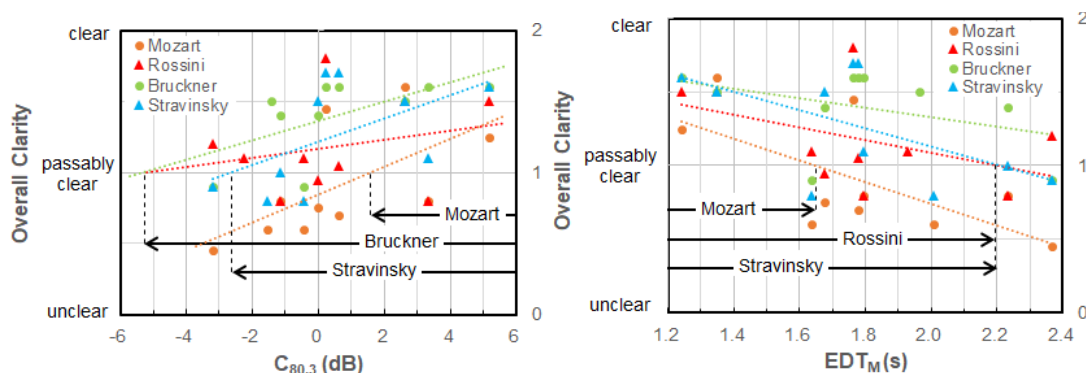 Overall Clarity
clear
passably
clear
unclear
2
1
0
Mozart
Rossini
Bruckner
Stravinsky
Mozart
Bruckner
Stravinsky
-6 -4 -2 0 2 4 6
C80.3 (dB)
Overall Clarity
clear
passably
clear
unclear
2
1
0
Mozart
Rossini
Bruckner
Stravinsky
Mozart
Rossini
Stravinsky
1.2 1.4 1.6 1.8 2.0 2.2 2.4
EDTM (s)